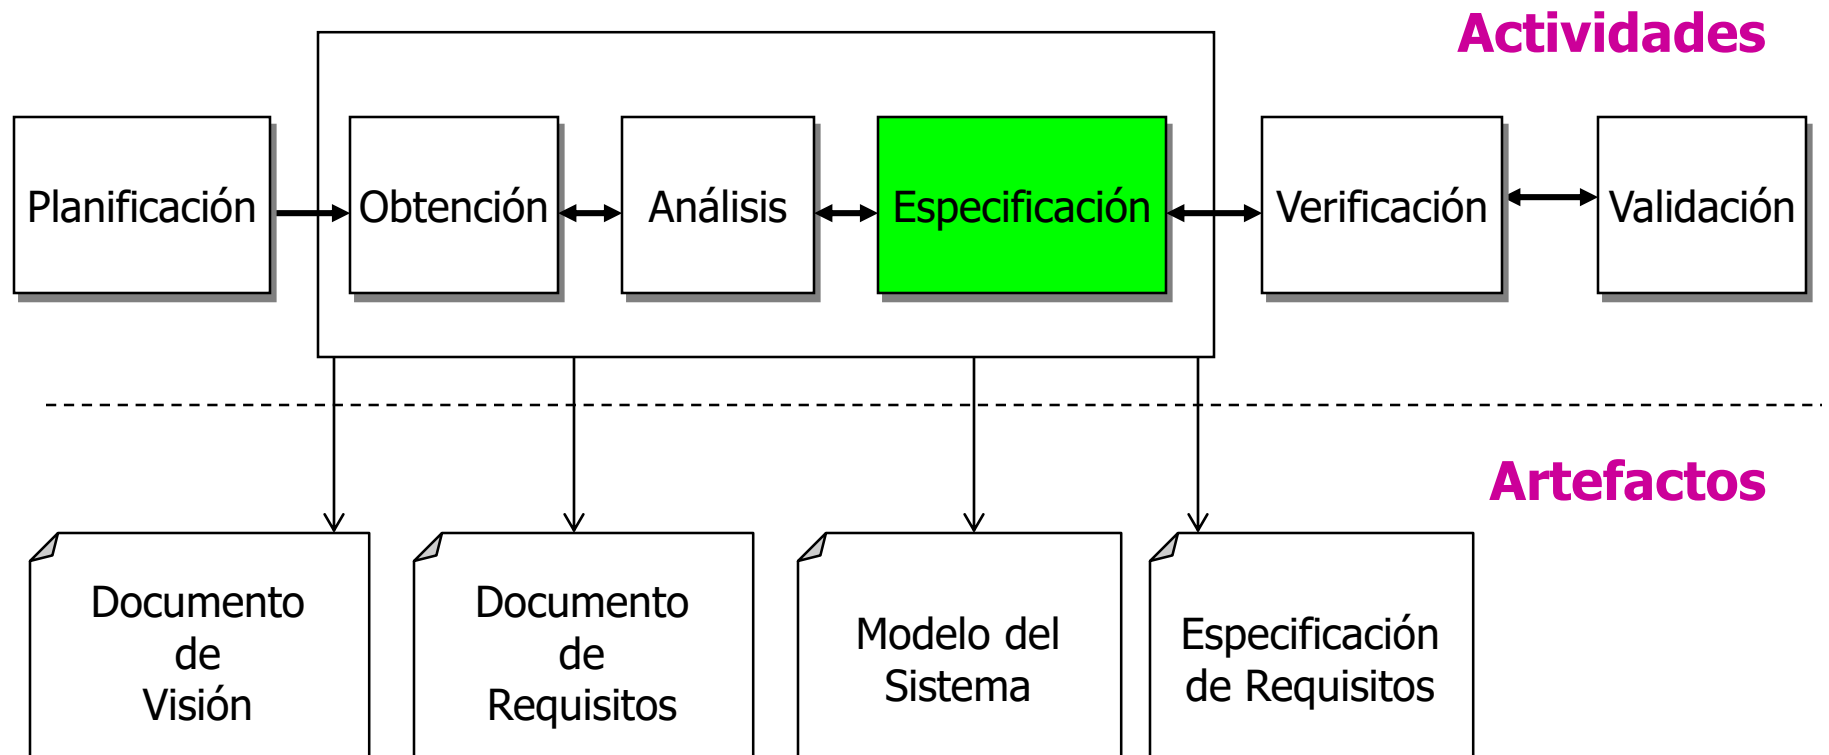 Actividades
Planificación
Obtención
Análisis
Especificación
Verificación
Validación
Artefactos
Documento
de
Visión
Documento
de
Requisitos
Modelo del
Sistema
Especificación
de Requisitos